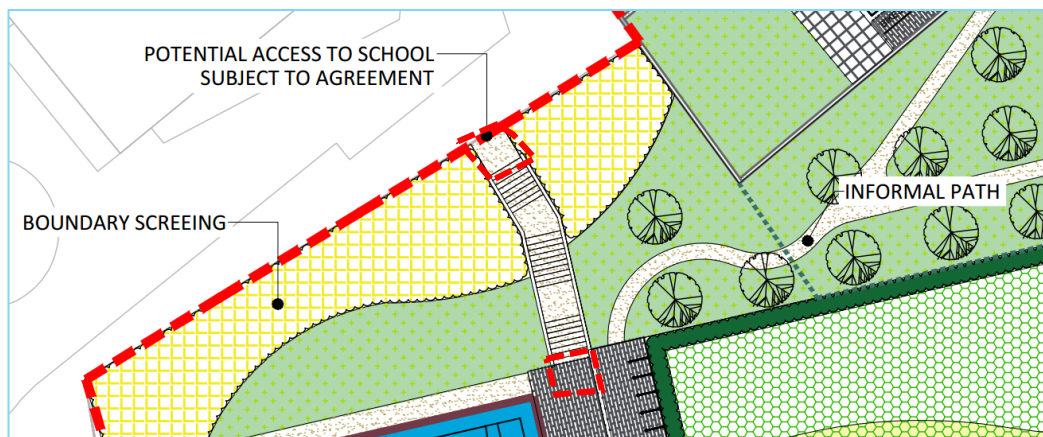 POTENTIAL ACCESS TO SCHOOL
SUBJECT TO AGREEMENT
INFORMAL PATH
BOUNDARY SCREEING